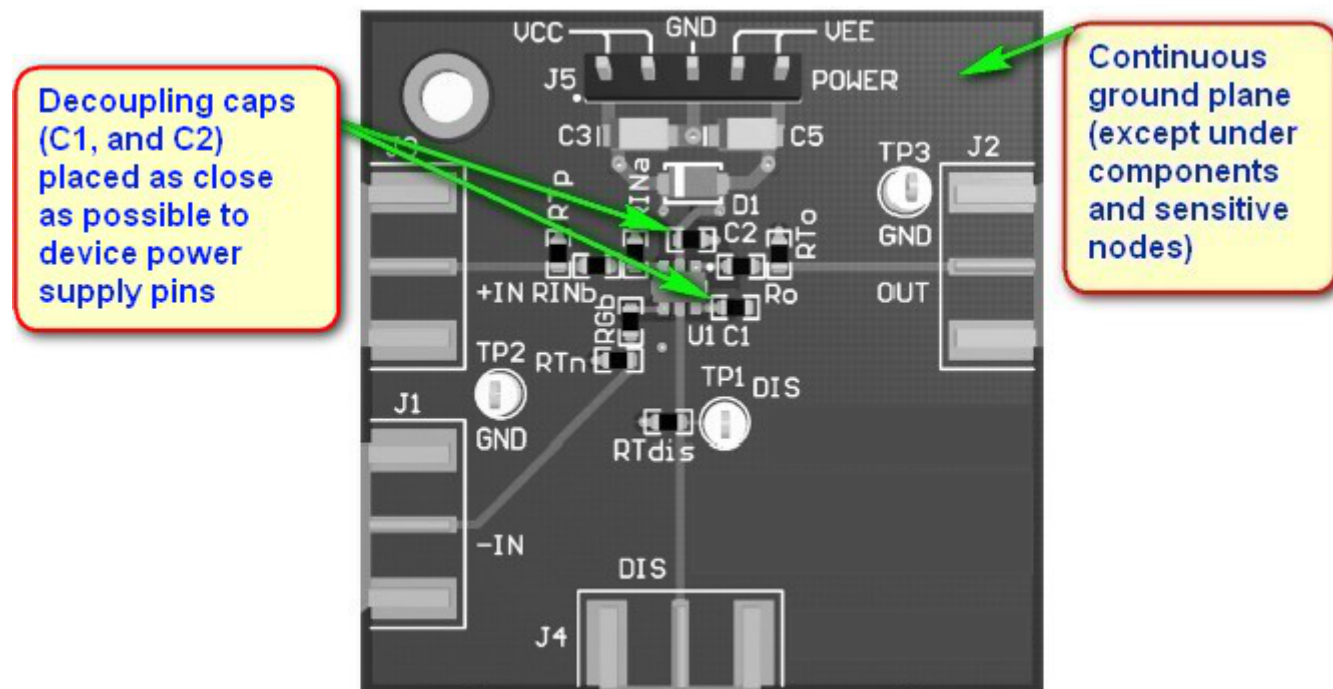 VCC GND VEE
J5 POWER
C3 C5
Decoupling caps
(C1, and C2)
placed as close
as possible to
device power
supply pins
Continuous
ground plane
(except under
components
and sensitive
nodes)
TP3
J2
RTP
RINa
D1
C2
RTo
GND
+IN
RINb
Ro
OUT
RGb
U1
C1
TP2
RTn
TP1
DIS
J1
GND
RTdis
-IN
DIS
J4